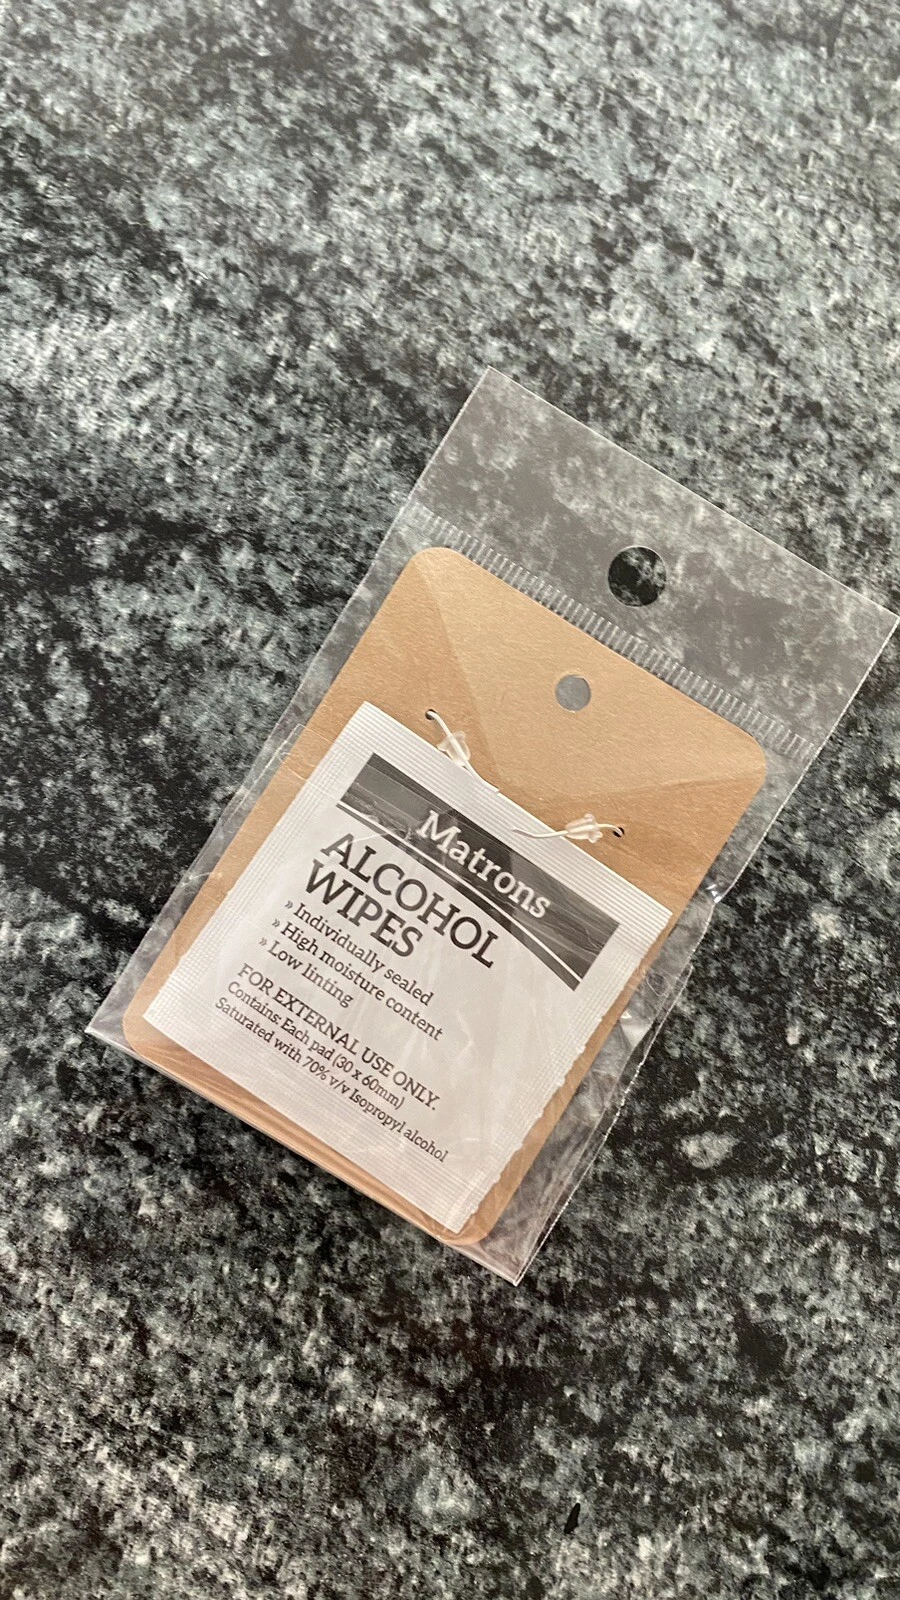 Matrons
ALCOHOL
WIPES
» Individually sealed
» High moisture content
» Low linting
FOR EXTERNAL USE ONLY.
Contains: Each pad (30 x 60mm)
Saturated with 70% v/v Isopropyl alcohol